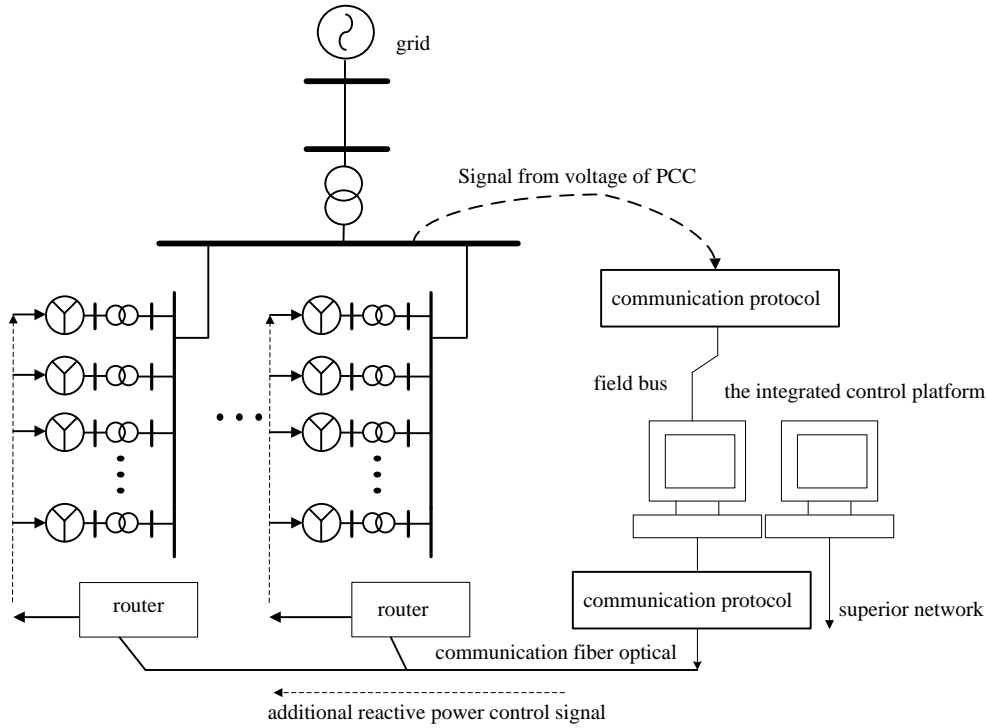 grid
Signal from voltage of PCC
communication protocol
field bus
the integrated control platform
router
router
communication protocol
superior network
communication fiber optical
additional reactive power control signal